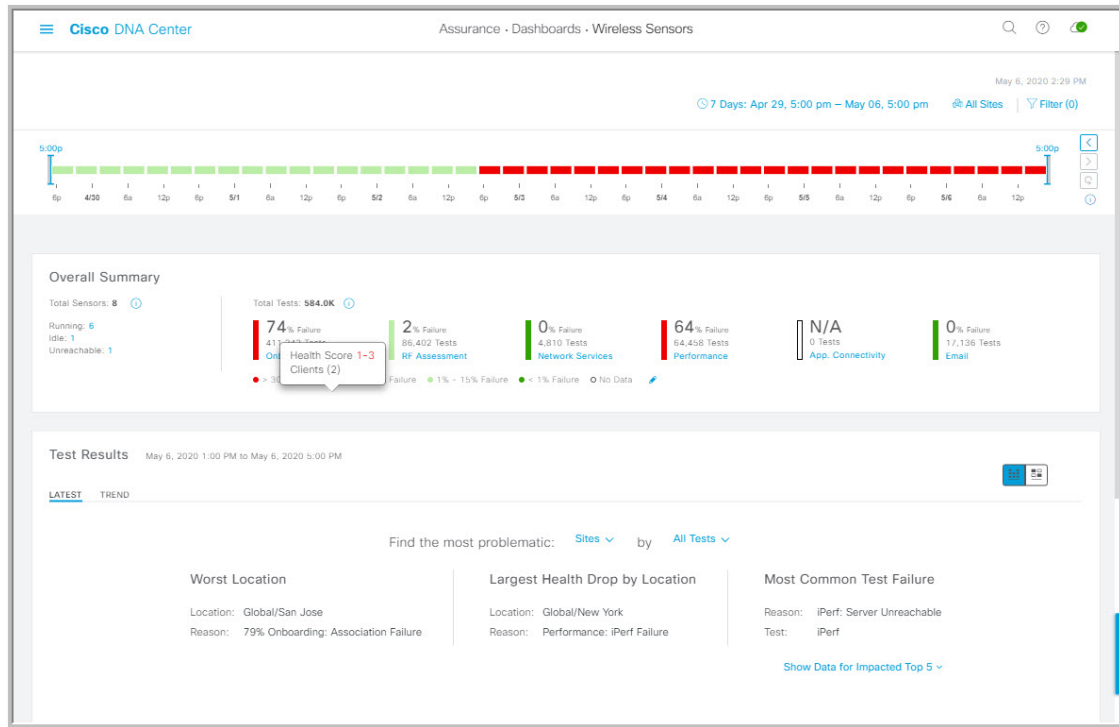 Cisco DNA Center
Assurance · Dashboards · Wireless Sensors
May 6, 2020 2:29 PM
7 Days: Apr 29, 5:00 pm – May 06, 5:00 pm All Sites Filter (0)
5:00p 5:00p
6p 4/30 6a 12p 6p 5/1 6a 12p 6p 5/2 6a 12p 6p 5/3 6a 12p 6p 5/4 6a 12p 6p 5/5 6a 12p 6p 5/6 6a 12p
Overall Summary
Total Sensors: 8
Running: 6
Idle: 1
Unreachable: 1
Total Tests: 584.0K
74% Failure
2% Failure
86,402 Tests
RF Assessment
0% Failure
4,810 Tests
Network Services
64% Failure
64,458 Tests
Performance
N/A
0 Tests
App. Connectivity
0% Failure
17,136 Tests
Email
Health Score 1-3
Clients (2)
Failure 1% - 15% Failure < 1% Failure No Data
Test Results May 6, 2020 1:00 PM to May 6, 2020 5:00 PM
LATEST TREND
Find the most problematic: Sites by All Tests
Worst Location
Location: Global/San Jose
Reason: 79% Onboarding: Association Failure
Largest Health Drop by Location
Location: Global/New York
Reason: Performance: iPerf Failure
Most Common Test Failure
Reason: iPerf: Server Unreachable
Test: iPerf
Show Data for Impacted Top 5